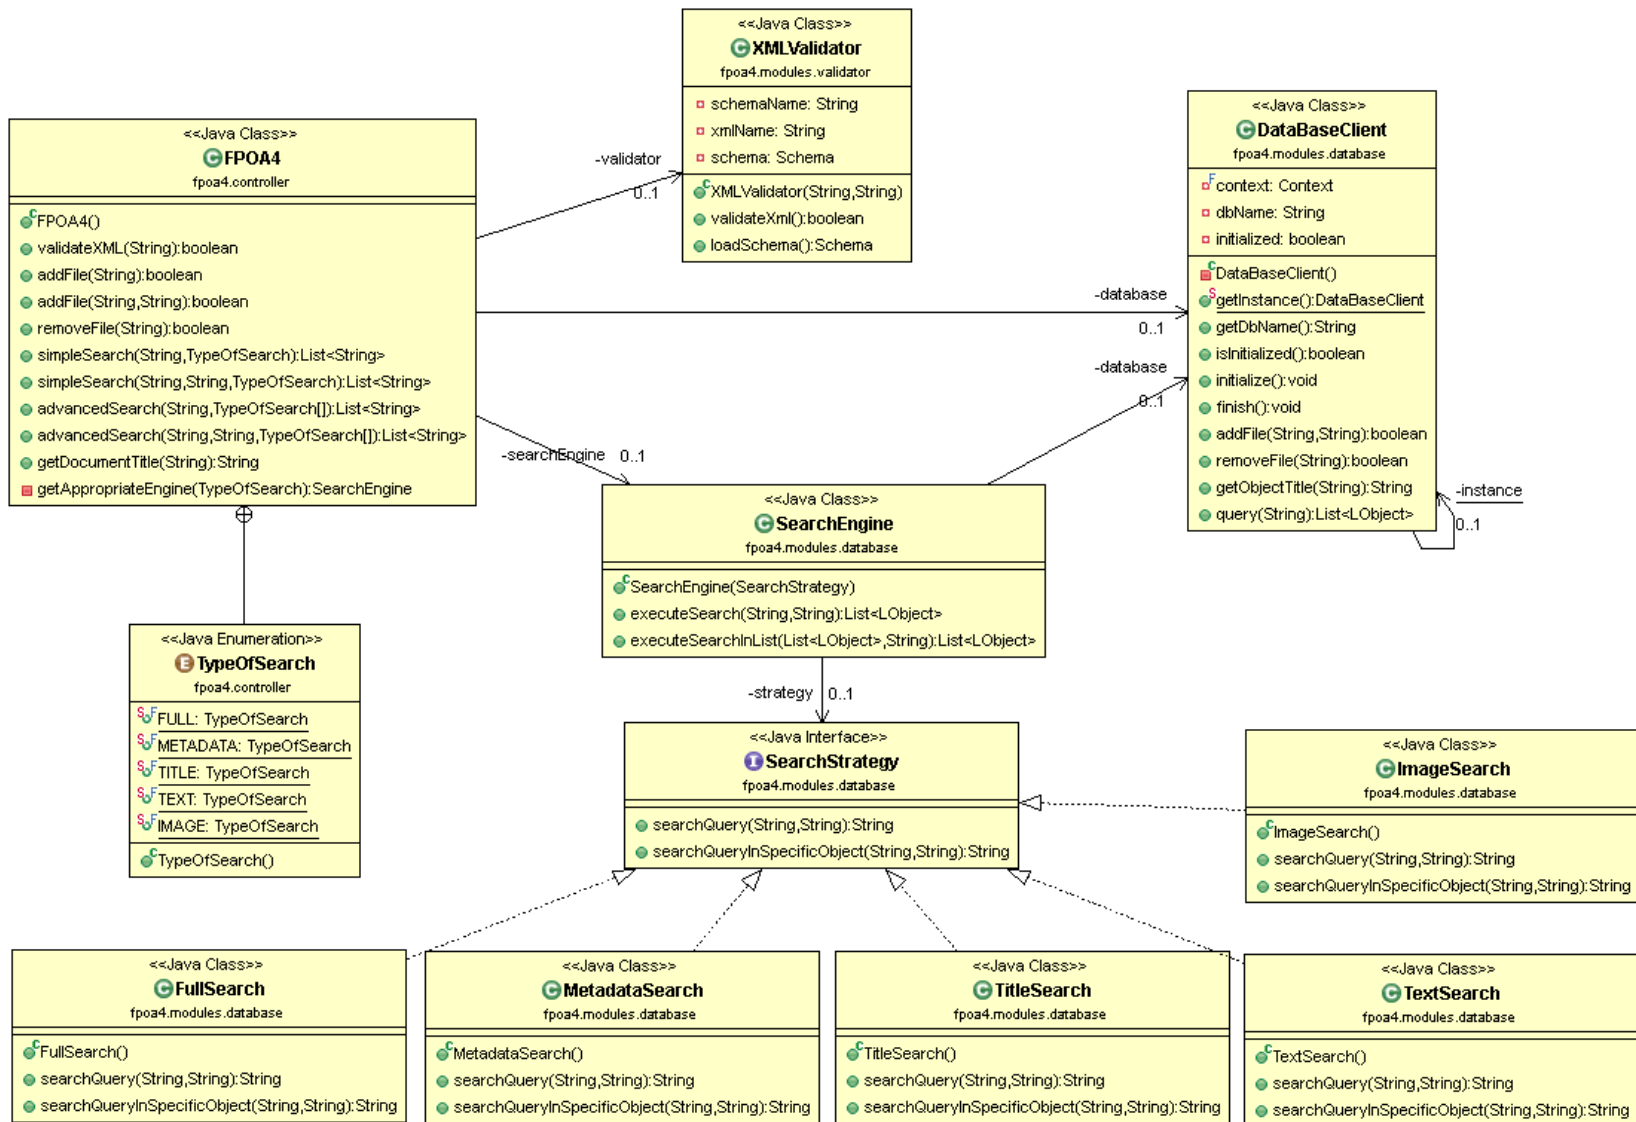 <<Java Class>>
XMLValidator
fpoa4.modules.validator
schemaName: String
xmlName: String
schema: Schema
XMLValidator(String,String)
validateXml():boolean
loadSchema():Schema
<<Java Class>>
DataBaseClient
fpoa4.modules.database
context: Context
dbName: String
initialized: boolean
DataBaseClient()
getInstance():DataBaseClient
getDbName():String
isInitialized():boolean
initialize():void
finish():void
addFile(String,String):boolean
removeFile(String):boolean
getObjectTitle(String):String
query(String):List<LObject>
<<Java Class>>
FPOA4
fpoa4.controller
FPOA4()
validateXML(String):boolean
addFile(String):boolean
addFile(String,String):boolean
removeFile(String):boolean
simpleSearch(String,TypeOfSearch):List<String>
simpleSearch(String,String,TypeOfSearch):List<String>
advancedSearch(String,TypeOfSearch[]):List<String>
advancedSearch(String,String,TypeOfSearch[]):List<String>
getDocumentTitle(String):String
getAppropriateEngine(TypeOfSearch):SearchEngine
-validator
0..1
-database
0..1
-database
0..1
-searchEngine 0..1
-instance
0..1
<<Java Class>>
SearchEngine
fpoa4.modules.database
SearchEngine(SearchStrategy)
executeSearch(String,String):List<LObject>
executeSearchInList(List<LObject>,String):List<LObject>
<<Java Enumeration>>
TypeOfSearch
fpoa4.controller
FULL: TypeOfSearch
METADATA: TypeOfSearch
TITLE: TypeOfSearch
TEXT: TypeOfSearch
IMAGE: TypeOfSearch
TypeOfSearch()
-strategy 0..1
<<Java Interface>>
SearchStrategy
fpoa4.modules.database
searchQuery(String,String):String
searchQueryInSpecificObject(String,String):String
<<Java Class>>
ImageSearch
fpoa4.modules.database
ImageSearch()
searchQuery(String,String):String
searchQueryInSpecificObject(String,String):String
<<Java Class>>
FullSearch
fpoa4.modules.database
FullSearch()
searchQuery(String,String):String
searchQueryInSpecificObject(String,String):String
<<Java Class>>
MetadataSearch
fpoa4.modules.database
MetadataSearch()
searchQuery(String,String):String
searchQueryInSpecificObject(String,String):String
<<Java Class>>
TitleSearch
fpoa4.modules.database
TitleSearch()
searchQuery(String,String):String
searchQueryInSpecificObject(String,String):String
<<Java Class>>
TextSearch
fpoa4.modules.database
TextSearch()
searchQuery(String,String):String
searchQueryInSpecificObject(String,String):String